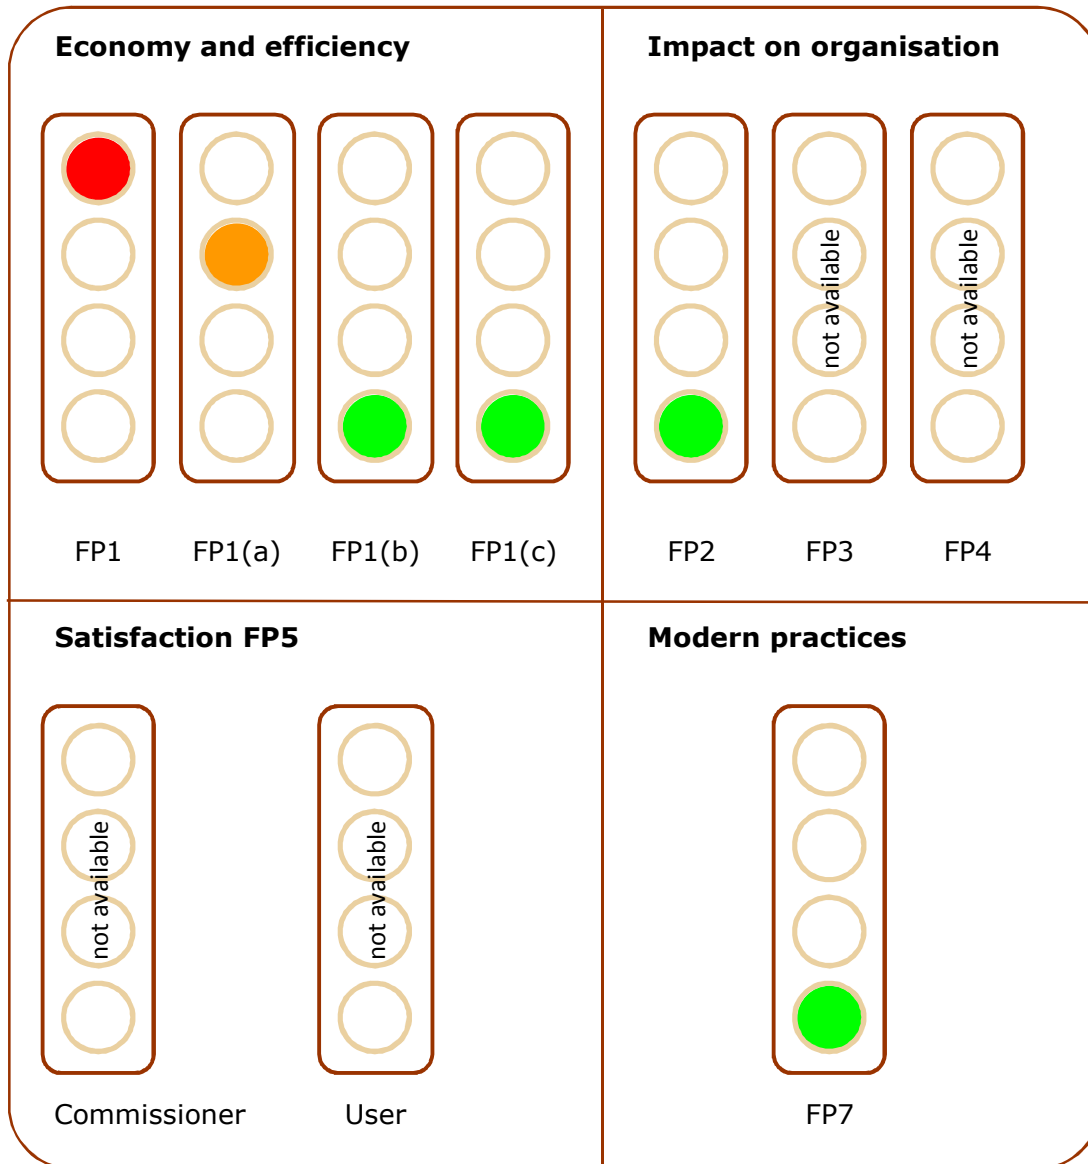 Economy and efficiency
Impact on organisation
not available
not available
FP1
FP1(a)
FP1(b)
FP1(c)
FP2
FP3
FP4
Satisfaction FP5
Modern practices
not available
not available
Commissioner
User
FP7